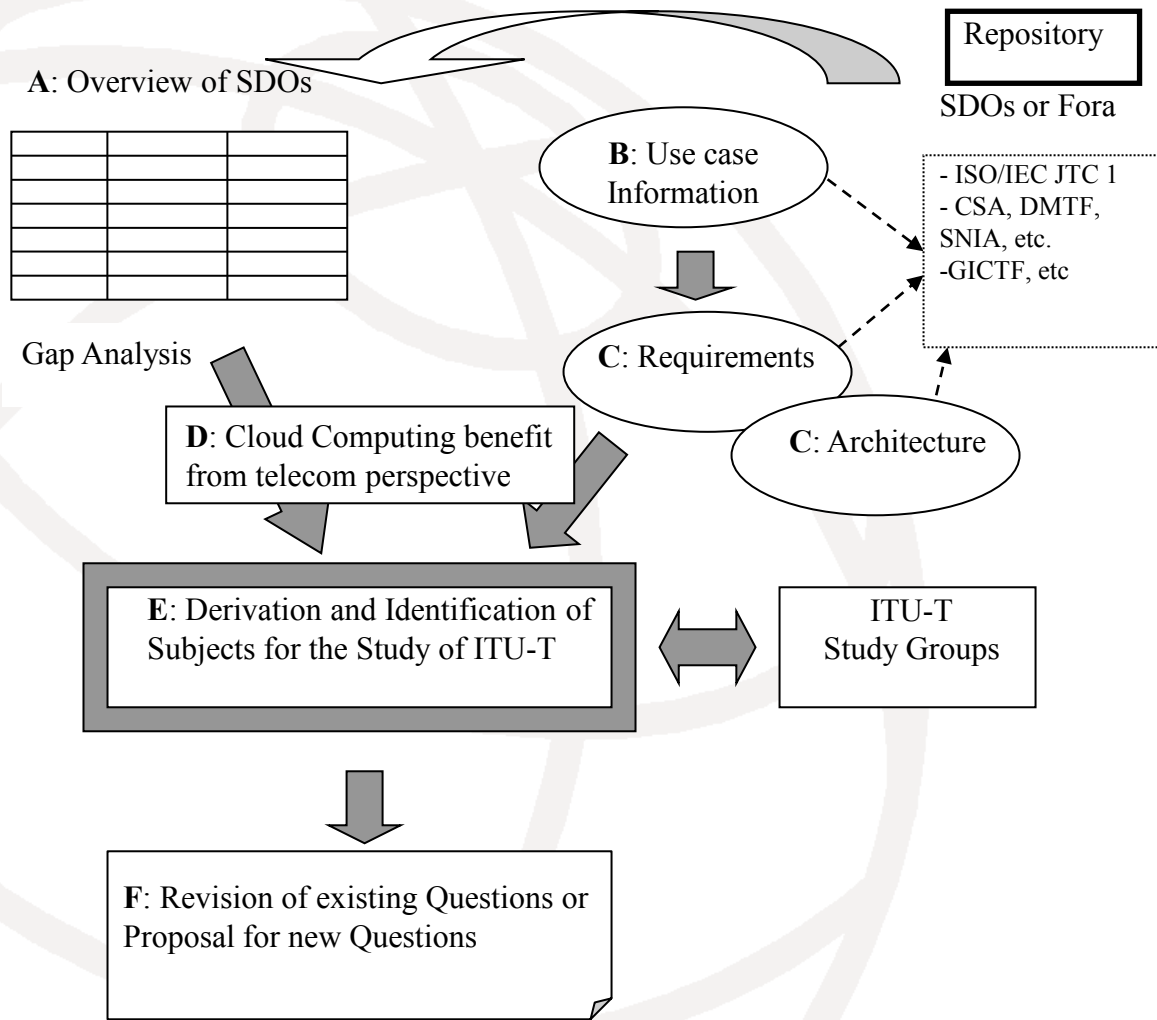 Repository
A: Overview of SDOs
SDOs or Fora
B: Use case
Information
- ISO/IEC JTC 1
- CSA, DMTF,
SNIA, etc.
-GICTF, etc
Gap Analysis
C: Requirements
C: Architecture
D: Cloud Computing benefit
from telecom perspective
E: Derivation and Identification of
Subjects for the Study of ITU-T
ITU-T
Study Groups
F: Revision of existing Questions or
Proposal for new Questions